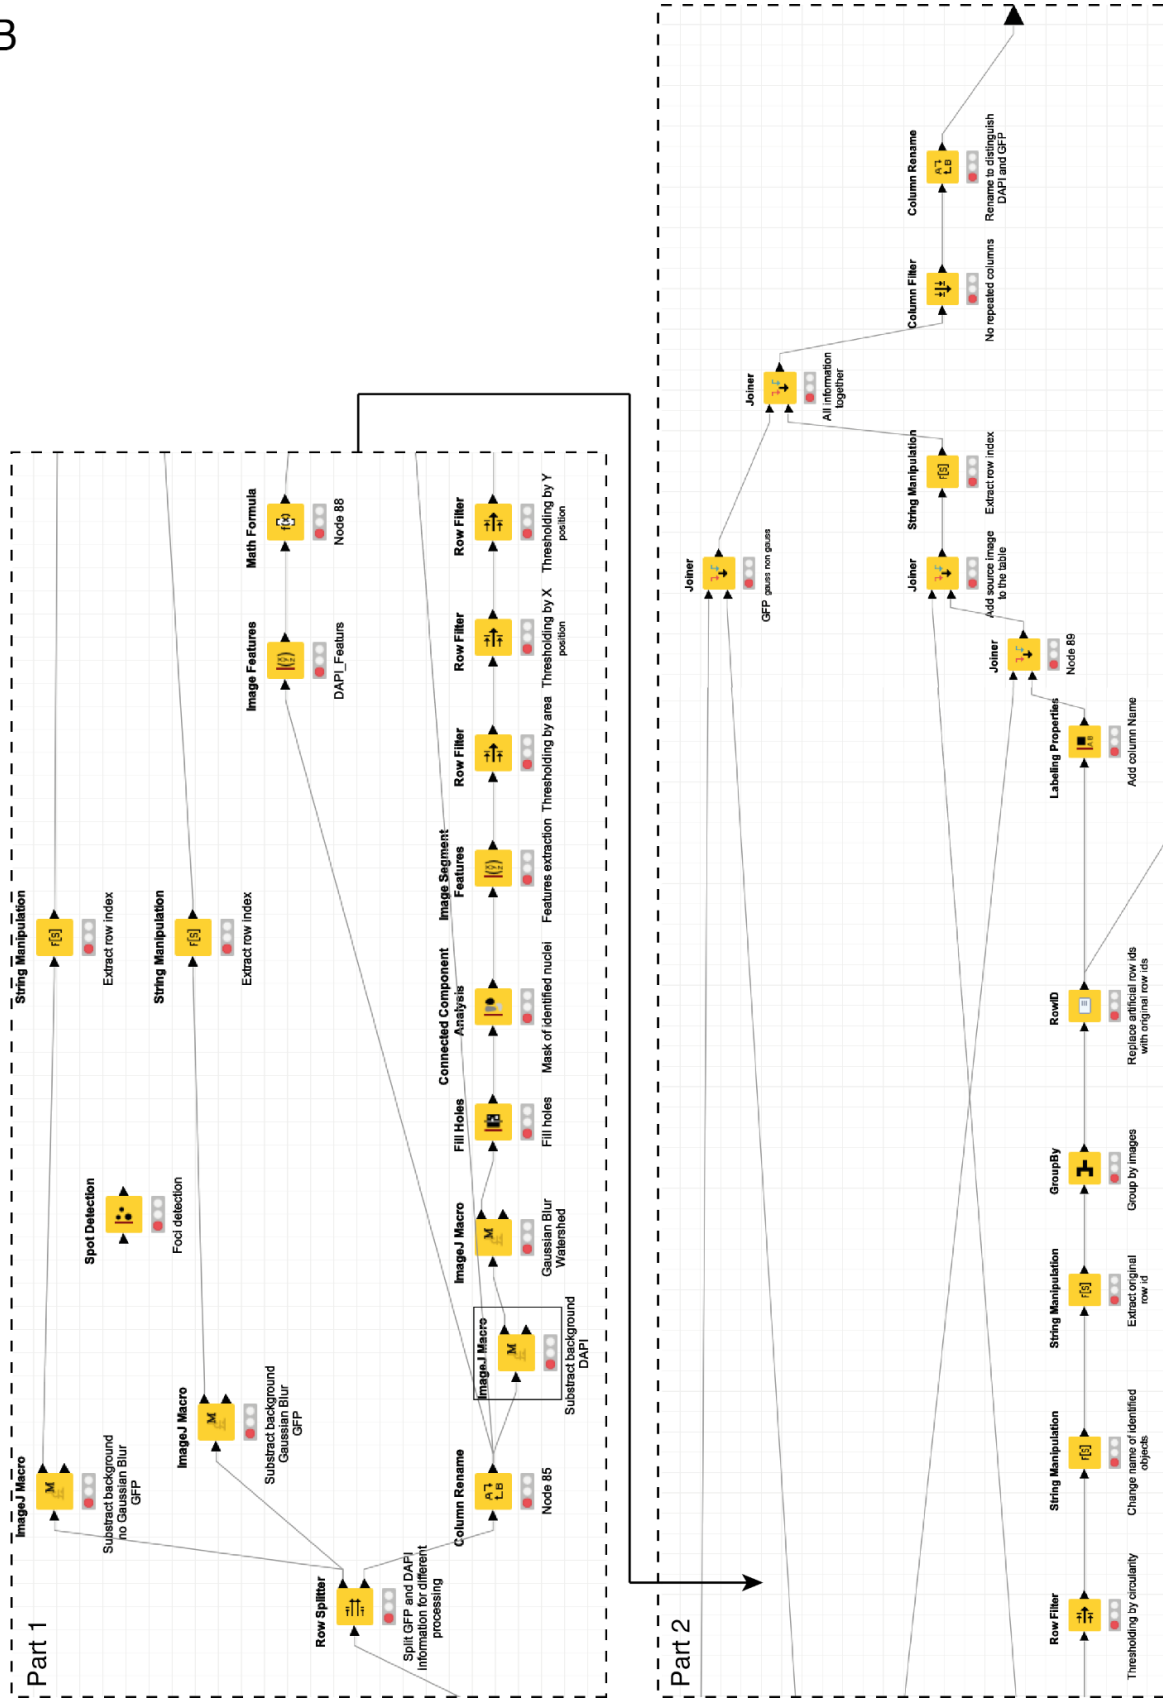 B
Part 1
Row Splitter
Split GFP and DAPI
Information for different
processing
ImageJ Macro
Substract background
no Gaussian Blur
GFP
String Manipulation
Extract row index
ImageJ Macro
Substract background
Gaussian Blur
GFP
String Manipulation
Extract row index
Spot Detection
Foci detection
Image Features
DAPI_Featurs
Math Formula
Node 88
Column Rename
Node 85
ImageJ Macro
Substract background
DAPI
ImageJ Macro
Gaussian Blur
Watershed
Fill Holes
Fill holes
Connected Component
Analysis
Mask of identified nuclei
Image Segment
Features
Features extraction
Row Filter
Thresholding by area
Row Filter
Thresholding by X
position
Row Filter
Thresholding by Y
position
Part 2
Row Filter
Thresholding by circularity
String Manipulation
Change name of identified
objects
String Manipulation
Extract original
row id
GroupBy
Group by images
RowID
Replace artificial row ids
with original row ids
Labeling Properties
Add column Name
Joiner
Node 89
Joiner
Add source image
to the table
String Manipulation
Extract row index
Joiner
GFP gauss non gauss
Joiner
All information
together
Column Filter
No repeated columns
Column Rename
Rename to distinguish
DAPI and GFP